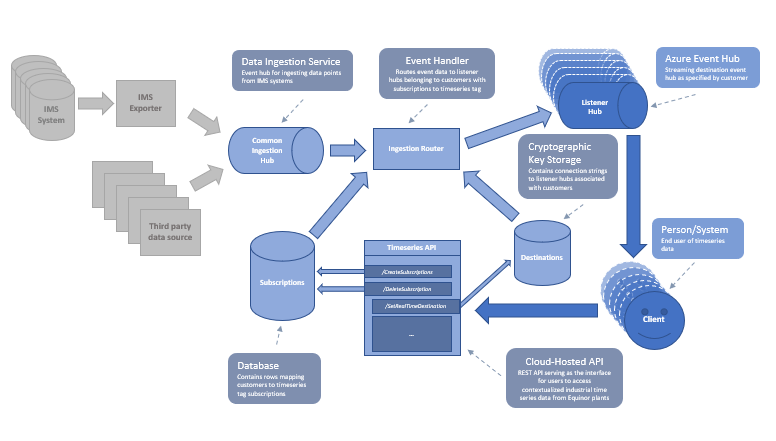 Data Ingestion Service
Event hub for ingesting data points
from IMS systems
Event Handler
Routes event data to listener
hubs belonging to customers with
subscriptions to timeseries tag
Azure Event Hub
Streaming destination event
hub as specified by customer
IMS
System
IMS
Exporter
Listener
Hub
Common
Ingestion
Hub
Ingestion Router
Cryptographic
Key Storage
Contains connection strings
to listener hubs associated
with customers
Third party
data source
Person/System
End user of timeseries
data
Subscriptions
Timeseries API
/CreateSubscriptions
/DeleteSubscription
/SetRealTimeDestination
...
Destinations
Client
Database
Contains rows mapping
customers to timeseries
tag subscriptions
Cloud-Hosted API
REST API serving as the interface
for users to access
contextualized industrial time
series data from Equinor plants